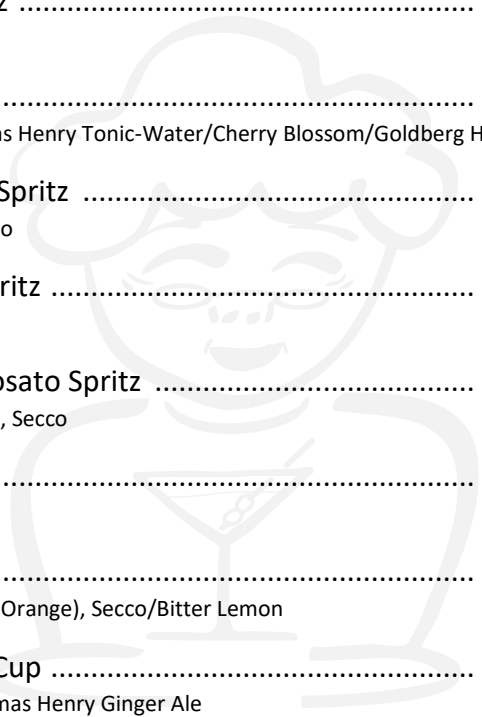 z ........................................................
..........................................................
as Henry Tonic-Water/Cherry Blossom/Goldberg H
Spritz ................................................
o
ritz .....................................................
osato Spritz .......................................
, Secco
..........................................................
..........................................................
Orange), Secco/Bitter Lemon
Cup .....................................................
mas Henry Ginger Ale